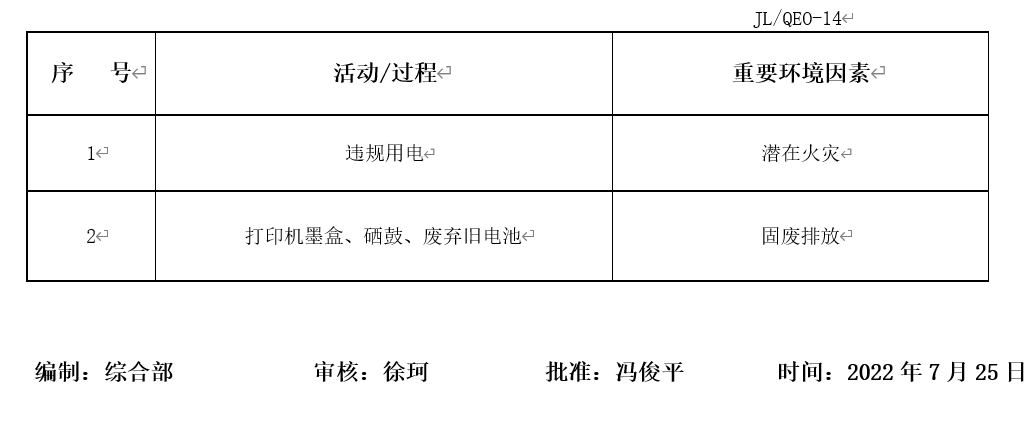 JL/QEO-14
序 号 活动/过程 重要环境因素
1 违规用电 潜在火灾
2 打印机墨盒、硒鼓、废弃旧电池 固废排放
编制：综合部 审核：徐珂 批准：冯俊平 时间：2022 年 7 月 25 日